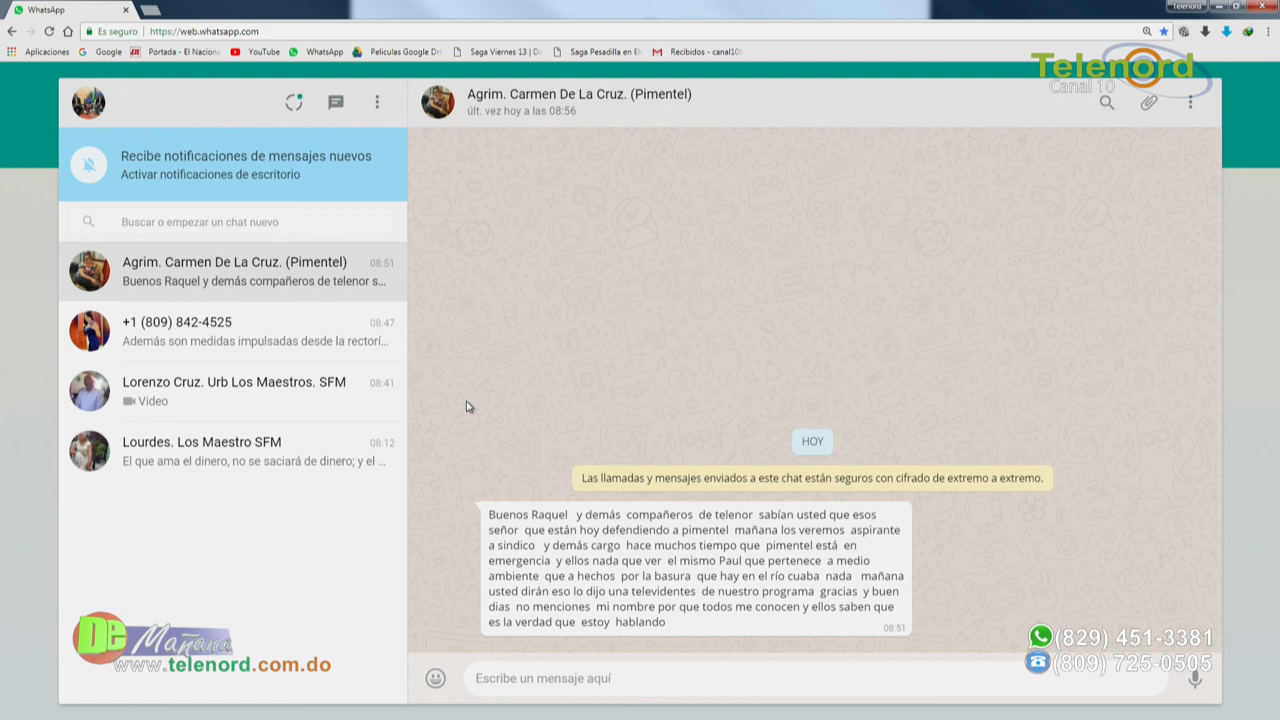 WhatsApp
Telenord
Es seguro | https://web.whatsapp.com
Aplicaciones
Google
Portada - El Naciona
YouTube
WhatsApp
Peliculas Google Dri
Saga Viernes 13 | Do
Saga Pesadilla en El
Recibidos - canal10
Telenord
Canal 10
Agrim. Carmen De La Cruz. (Pimentel)
últ. vez hoy a las 08:56
Recibe notificaciones de mensajes nuevos
Activar notificaciones de escritorio
Buscar o empezar un chat nuevo
Agrim. Carmen De La Cruz. (Pimentel) 08:51
Buenos Raquel y demás compañeros de telenor s...
+1 (809) 842-4525 08:47
Además son medidas impulsadas desde la rectorí...
Lorenzo Cruz. Urb Los Maestros. SFM 08:41
Video
Lourdes. Los Maestro SFM 08:12
El que ama el dinero, no se saciará de dinero; y el ...
HOY
Las llamadas y mensajes enviados a este chat están seguros con cifrado de extremo a extremo.
Buenos Raquel y demás compañeros de telenor sabían usted que esos
señor que están hoy defendiendo a pimentel mañana los veremos aspirante
a sindico y demás cargo hace muchos tiempo que pimentel está en
emergencia y ellos nada que ver el mismo Paul que pertenece a medio
ambiente que a hechos por la basura que hay en el río cuaba nada mañana
usted dirán eso lo dijo una televidentes de nuestro programa gracias y buen
dias no menciones mi nombre por que todos me conocen y ellos saben que
es la verdad que estoy hablando
08:51
Escribe un mensaje aquí
De Mañana
www.telenord.com.do
(829) 451-3381
(809) 725-0505